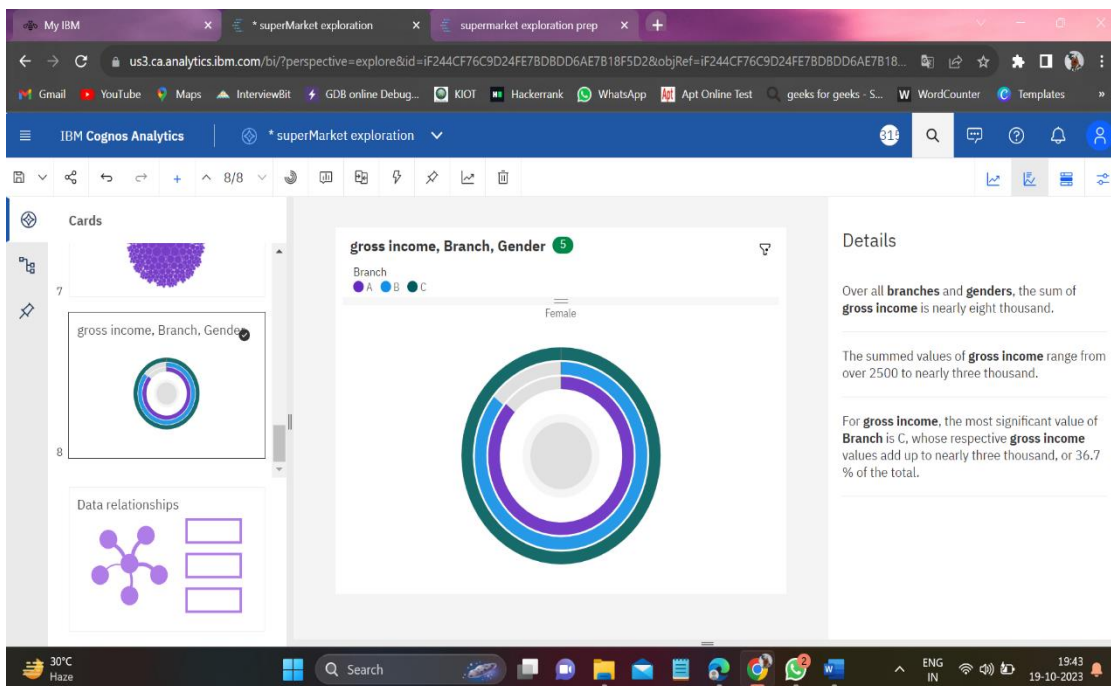 My IBM
* superMarket exploration
supermarket exploration prep
us3.ca.analytics.ibm.com/bi/?perspective=explore&id=iF244CF76C9D24FE7BDBDD6AE7B18F5D2&objRef=iF244CF76C9D24FE7BDBDD6AE7B18...
Gmail YouTube Maps InterviewBit GDB online Debug... KIOT Hackerrank WhatsApp Apt Online Test geeks for geeks - S... WordCounter Templates »
IBM Cognos Analytics
* superMarket exploration
8/8
Cards
7
gross income, Branch, Gender
8
Data relationships
gross income, Branch, Gender 5
Branch
A B C
Female
Details
Over all branches and genders, the sum of
gross income is nearly eight thousand.
The summed values of gross income range from
over 2500 to nearly three thousand.
For gross income, the most significant value of
Branch is C, whose respective gross income
values add up to nearly three thousand, or 36.7
% of the total.
30°C
Haze
Search
2
ENG
IN
19:43
19-10-2023